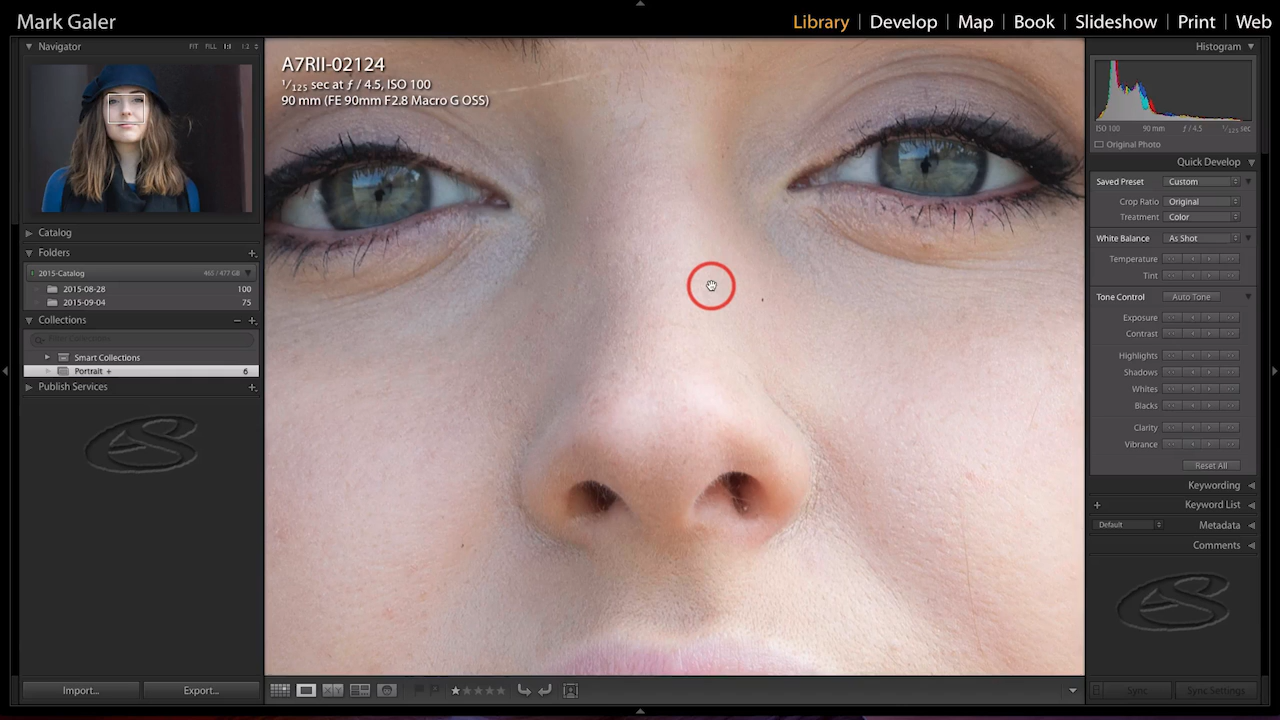 Mark Galer
Library | Develop | Map | Book | Slideshow | Print | Web
Navigator FIT FILL 1:1 1:2
Catalog
Folders
2015-Catalog 465 / 477 GB
2015-08-28 100
2015-09-04 75
Collections
Smart Collections
Portrait + 6
Publish Services
Import... Export...
A7RII-02124
1/125 sec at f / 4.5, ISO 100
90 mm (FE 90mm F2.8 Macro G OSS)
Histogram
ISO 100 90 mm f / 4.5 1/125 sec
Original Photo
Quick Develop
Saved Preset Custom
Crop Ratio Original
Treatment Color
White Balance As Shot
Temperature
Tint
Tone Control Auto Tone
Exposure
Contrast
Highlights
Shadows
Whites
Blacks
Clarity
Vibrance
Reset All
Keywording
Keyword List
Default Metadata
Comments
Sync Sync Settings